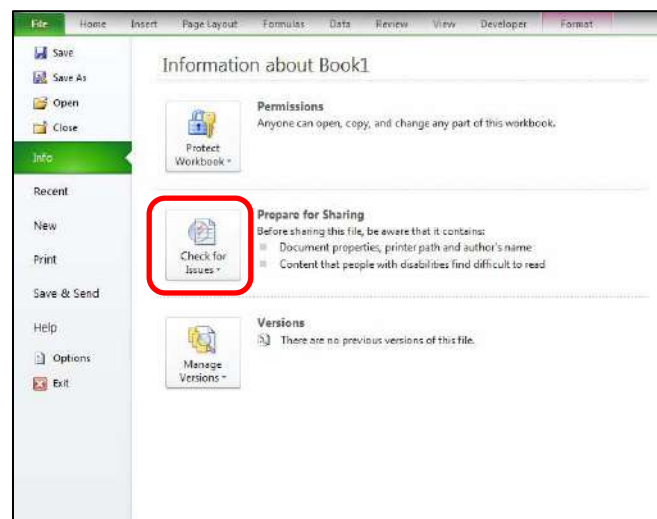 File Home Insert Page Layout Formulas Data Review View Developer Format
Save
Save As
Open
Close
Info
Recent
New
Print
Save & Send
Help
Options
Exit
Information about Book1
Protect
Workbook
Permissions
Anyone can open, copy, and change any part of this workbook.
Check for
Issues
Prepare for Sharing
Before sharing this file, be aware that it contains:
Document properties, printer path and author's name
Content that people with disabilities find difficult to read
Manage
Versions
Versions
There are no previous versions of this file.